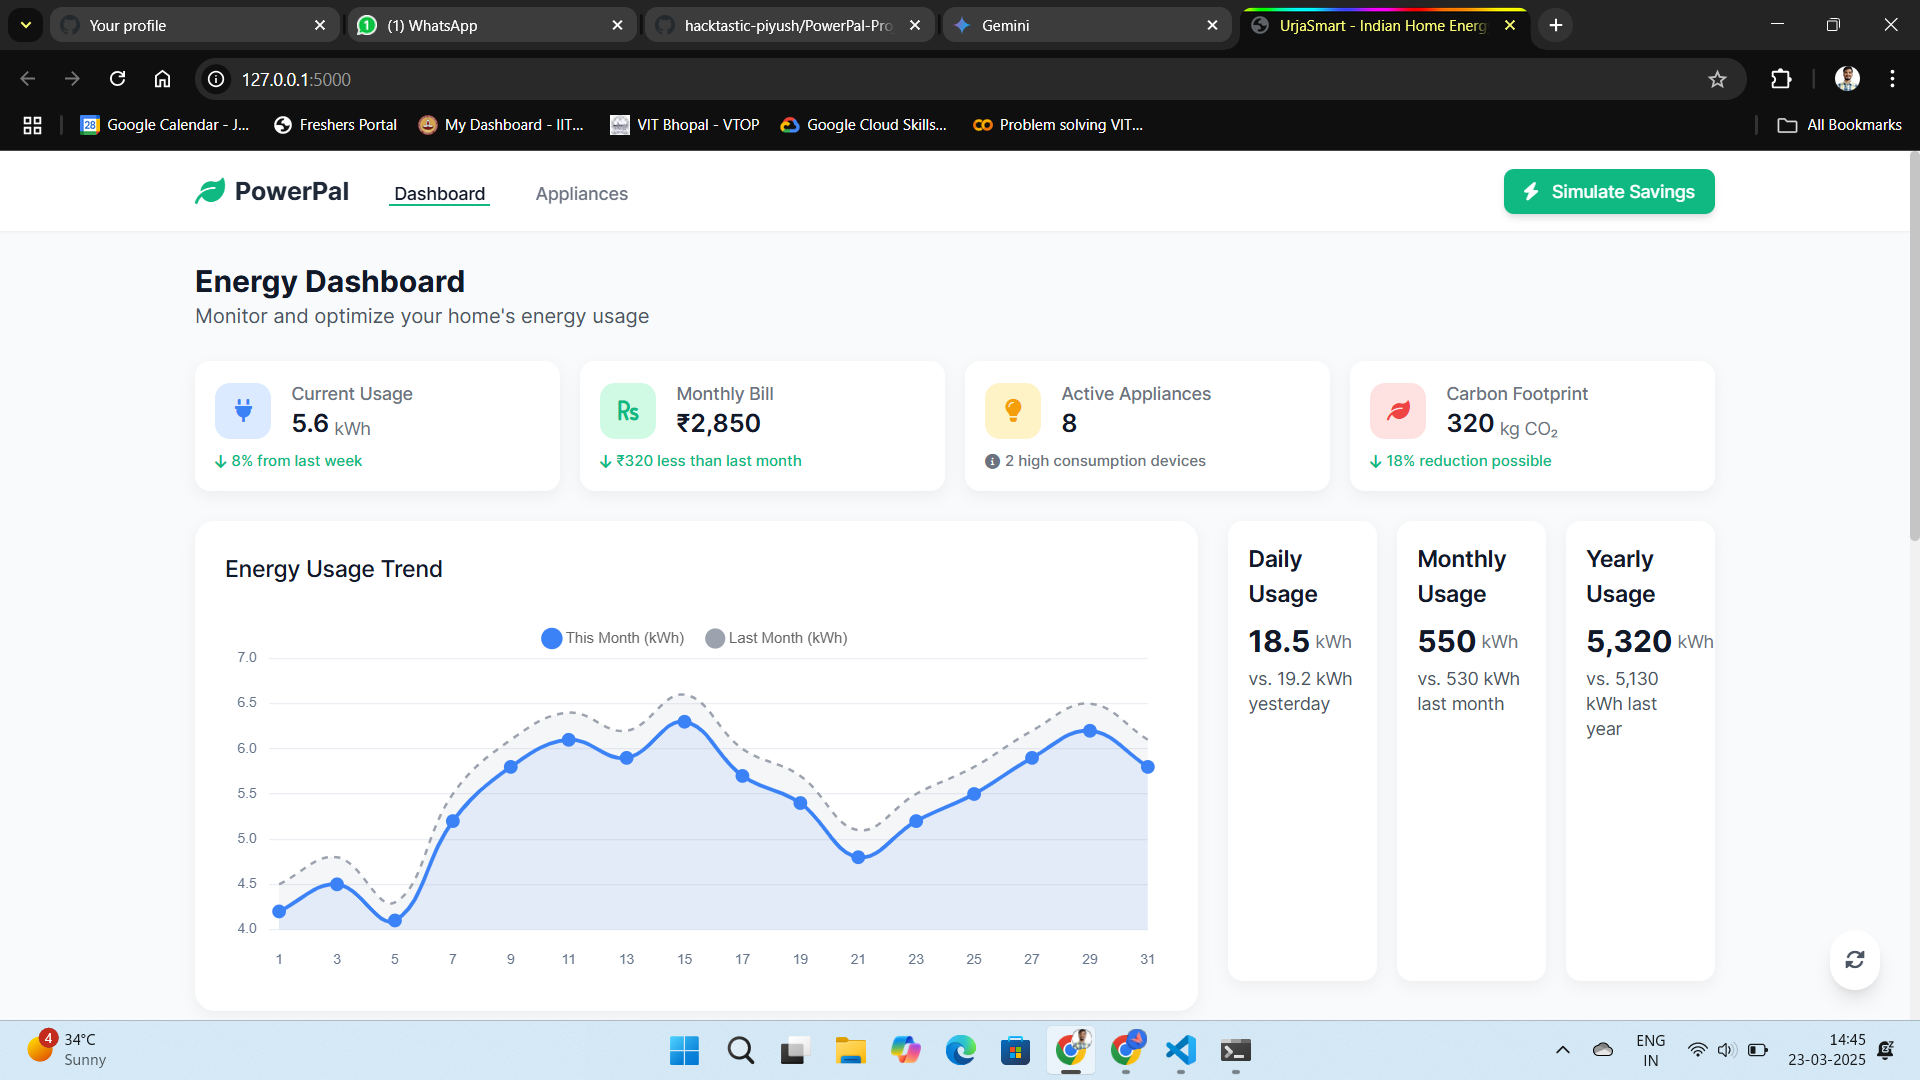 Your profile
(1) WhatsApp
hacktastic-piyush/PowerPal-Pro
Gemini
UrjaSmart - Indian Home Energ
127.0.0.1:5000
28
Google Calendar - J...
Freshers Portal
My Dashboard - IIT...
VIT Bhopal - VTOP
Google Cloud Skills...
Problem solving VIT...
All Bookmarks
PowerPal
Dashboard
Appliances
Simulate Savings
Energy Dashboard
Monitor and optimize your home's energy usage
Current Usage
5.6 kWh
8% from last week
Rs
Monthly Bill
₹2,850
₹320 less than last month
Active Appliances
8
2 high consumption devices
Carbon Footprint
320 kg CO₂
18% reduction possible
Energy Usage Trend
This Month (kWh)
Last Month (kWh)
7.0
6.5
6.0
5.5
5.0
4.5
4.0
1 3 5 7 9 11 13 15 17 19 21 23 25 27 29 31
Daily
Usage
18.5 kWh
vs. 19.2 kWh
yesterday
Monthly
Usage
550 kWh
vs. 530 kWh
last month
Yearly
Usage
5,320 kWh
vs. 5,130
kWh last
year
4
34°C
Sunny
ENG
IN
14:45
23-03-2025